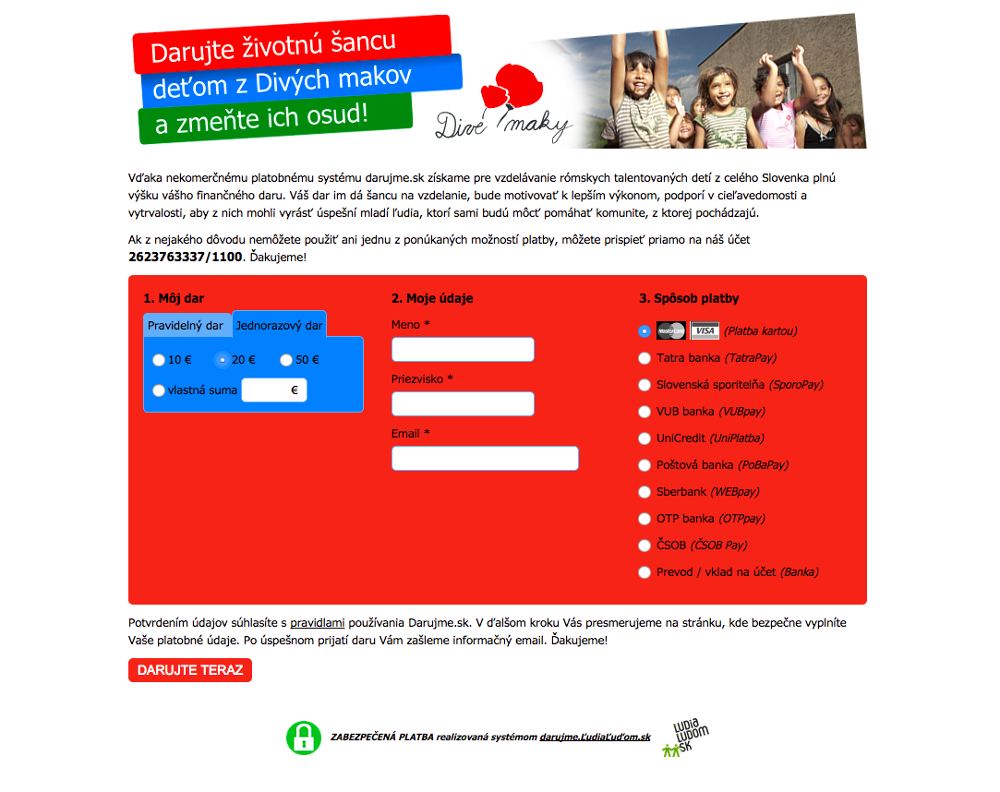 Darujte životnú šancu
deťom z Divých makov
a zmeňte ich osud!
Divé maky
Vďaka nekomerčnému platobnému systému darujme.sk získame pre vzdelávanie rómskych talentovaných detí z celého Slovenka plnú
výšku vášho finančného daru. Váš dar im dá šancu na vzdelanie, bude motivovať k lepším výkonom, podporí v cieľavedomosti a
vytrvalosti, aby z nich mohli vyrásť úspešní mladí ľudia, ktorí sami budú môcť pomáhať komunite, z ktorej pochádzajú.
Ak z nejakého dôvodu nemôžete použiť ani jednu z ponúkaných možností platby, môžete prispieť priamo na náš účet
2623763337/1100. Ďakujeme!
1. Môj dar
Pravidelný dar Jednorazový dar
10 € 20 € 50 €
vlastná suma €
2. Moje údaje
Meno *
Priezvisko *
Email *
3. Spôsob platby
MasterCard VISA (Platba kartou)
Tatra banka (TatraPay)
Slovenská sporitelňa (SporoPay)
VUB banka (VUBpay)
UniCredit (UniPlatba)
Poštová banka (PoBaPay)
Sberbank (WEBpay)
OTP banka (OTPpay)
ČSOB (ČSOB Pay)
Prevod / vklad na účet (Banka)
Potvrdením údajov súhlasíte s pravidlami používania Darujme.sk. V ďalšom kroku Vás presmerujeme na stránku, kde bezpečne vyplníte
Vaše platobné údaje. Po úspešnom prijatí daru Vám zašleme informačný email. Ďakujeme!
DARUJTE TERAZ
ZABEZPEČENÁ PLATBA realizovaná systémom darujme.ĽudiaĽuďom.sk
ĽUDIA
ĽUĎOM
SK